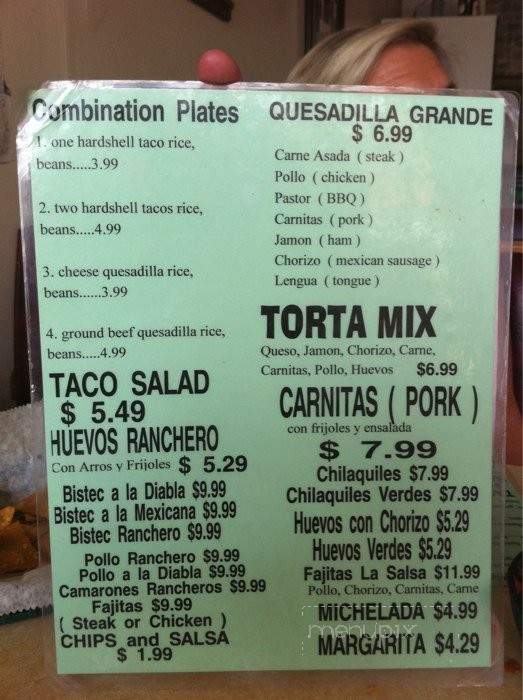 Combination Plates
1. one hardshell taco rice,
beans.....3.99
2. two hardshell tacos rice,
beans.....4.99
3. cheese quesadilla rice,
beans......3.99
4. ground beef quesadilla rice,
beans.....4.99
TACO SALAD
$ 5.49
HUEVOS RANCHERO
Con Arros y Frijoles $ 5.29
Bistec a la Diabla $9.99
Bistec a la Mexicana $9.99
Bistec Ranchero $9.99
Pollo Ranchero $9.99
Pollo a la Diabla $9.99
Camarones Rancheros $9.99
Fajitas $9.99
( Steak or Chicken )
CHIPS and SALSA
$ 1.99
QUESADILLA GRANDE
$ 6.99
Carne Asada ( steak )
Pollo ( chicken )
Pastor ( BBQ )
Carnitas ( pork )
Jamon ( ham )
Chorizo ( mexican sausage )
Lengua ( tongue )
TORTA MIX
Queso, Jamon, Chorizo, Carne,
Carnitas, Pollo, Huevos $6.99
CARNITAS ( PORK )
con frijoles y ensalada
$ 7.99
Chilaquiles $7.99
Chilaquiles Verdes $7.99
Huevos con Chorizo $5.29
Huevos Verdes $5.29
Fajitas La Salsa $11.99
Pollo, Chorizo, Carnitas, Carne
MICHELADA $4.99
menupix
MARGARITA $4.29